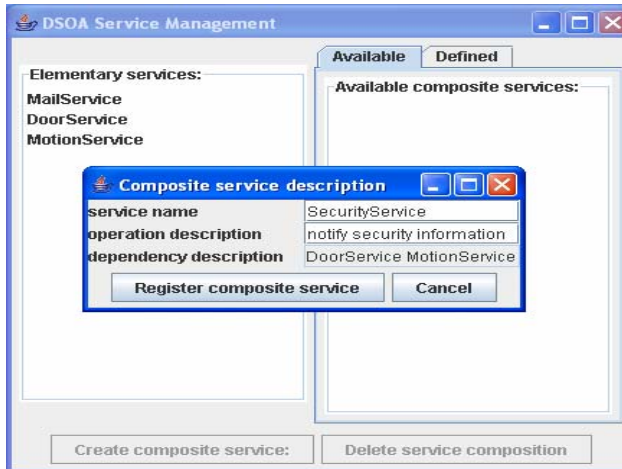 DSOA Service Management
Available Defined
Elementary services:
Available composite services:
MailService
DoorService
MotionService
Composite service description
service name SecurityService
operation description notify security information
dependency description DoorService MotionService
Register composite service Cancel
Create composite service: Delete service composition